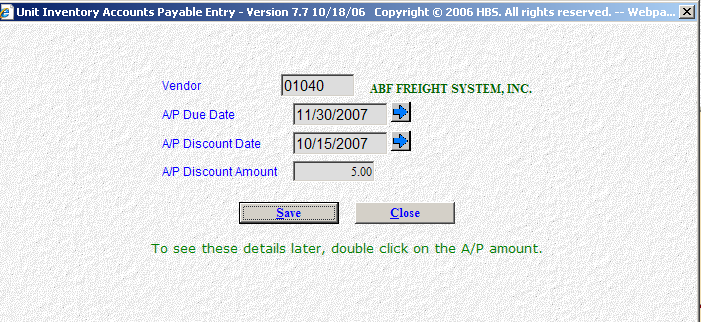 Unit Inventory Accounts Payable Entry - Version 7.7 10/18/06 Copyright © 2006 HBS. All rights reserved. -- Webpa...
Vendor 01040 ABF FREIGHT SYSTEM, INC.
A/P Due Date 11/30/2007
A/P Discount Date 10/15/2007
A/P Discount Amount 5.00
Save Close
To see these details later, double click on the A/P amount.